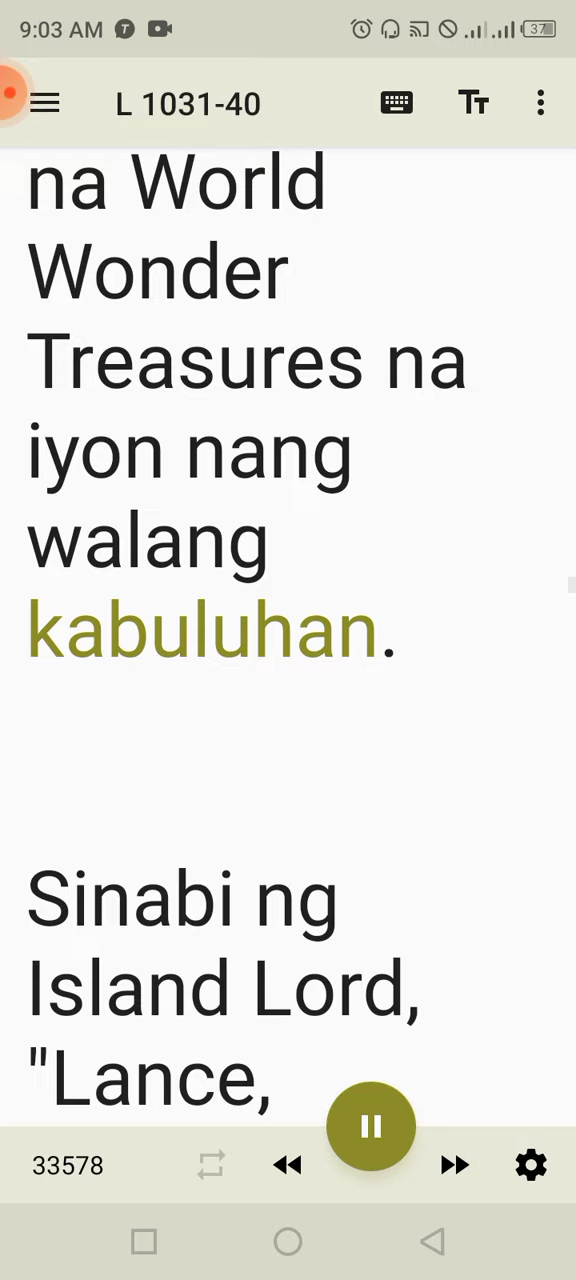 9:03 AM
37
L 1031-40
na World
Wonder
Treasures na
iyon nang
walang
kabuluhan.
Sinabi ng
Island Lord,
"Lance,
33578